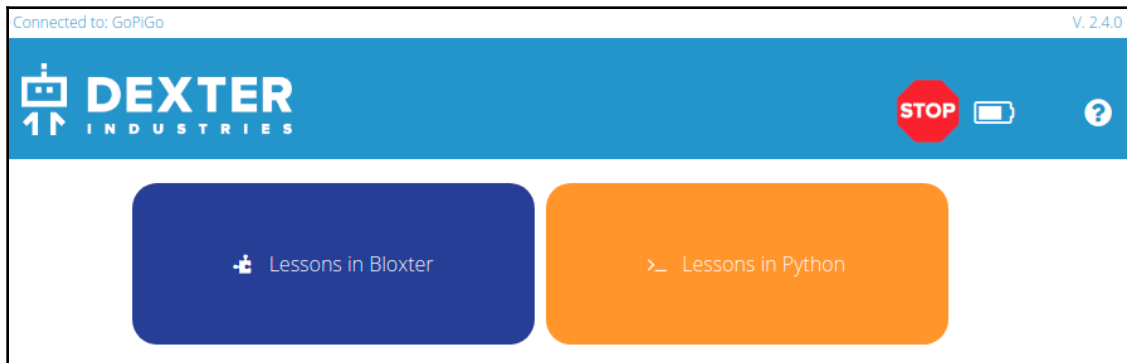 Connected to: GoPiGo
V. 2.4.0
DEXTER
INDUSTRIES
STOP
?
Lessons in Bloxter
>_ Lessons in Python